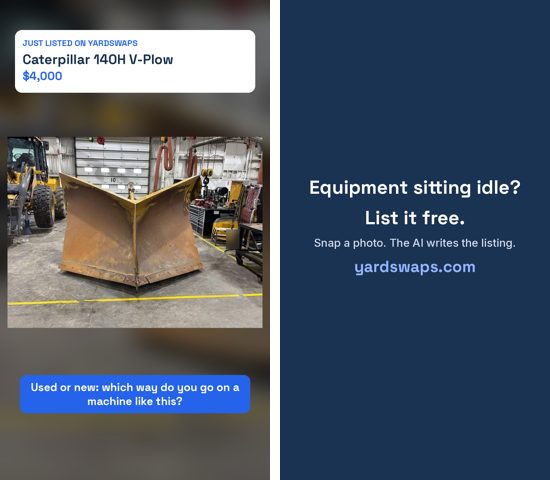 JUST LISTED ON YARDSWAPS
Caterpillar 140H V-Plow
$4,000
10
Used or new: which way do you go on a
machine like this?
Equipment sitting idle?
List it free.
Snap a photo. The AI writes the listing.
yardswaps.com